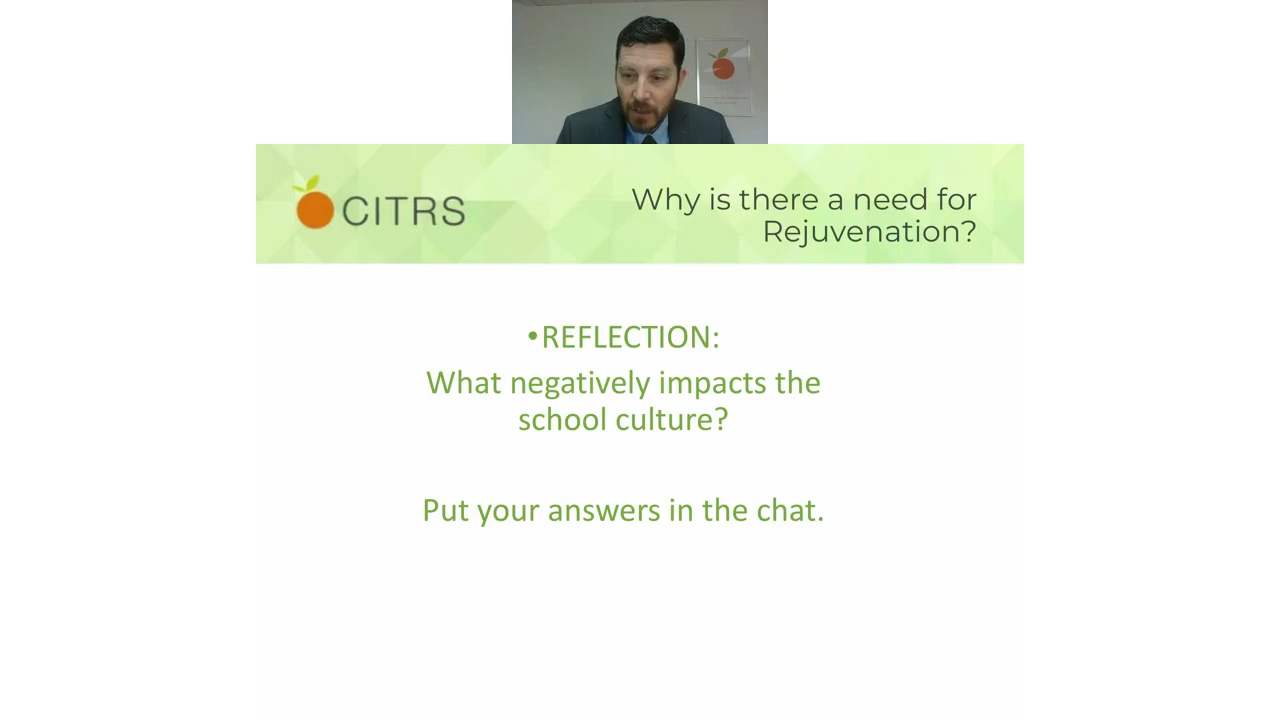 CITRS
Why is there a need for
Rejuvenation?
•REFLECTION:
What negatively impacts the
school culture?
Put your answers in the chat.